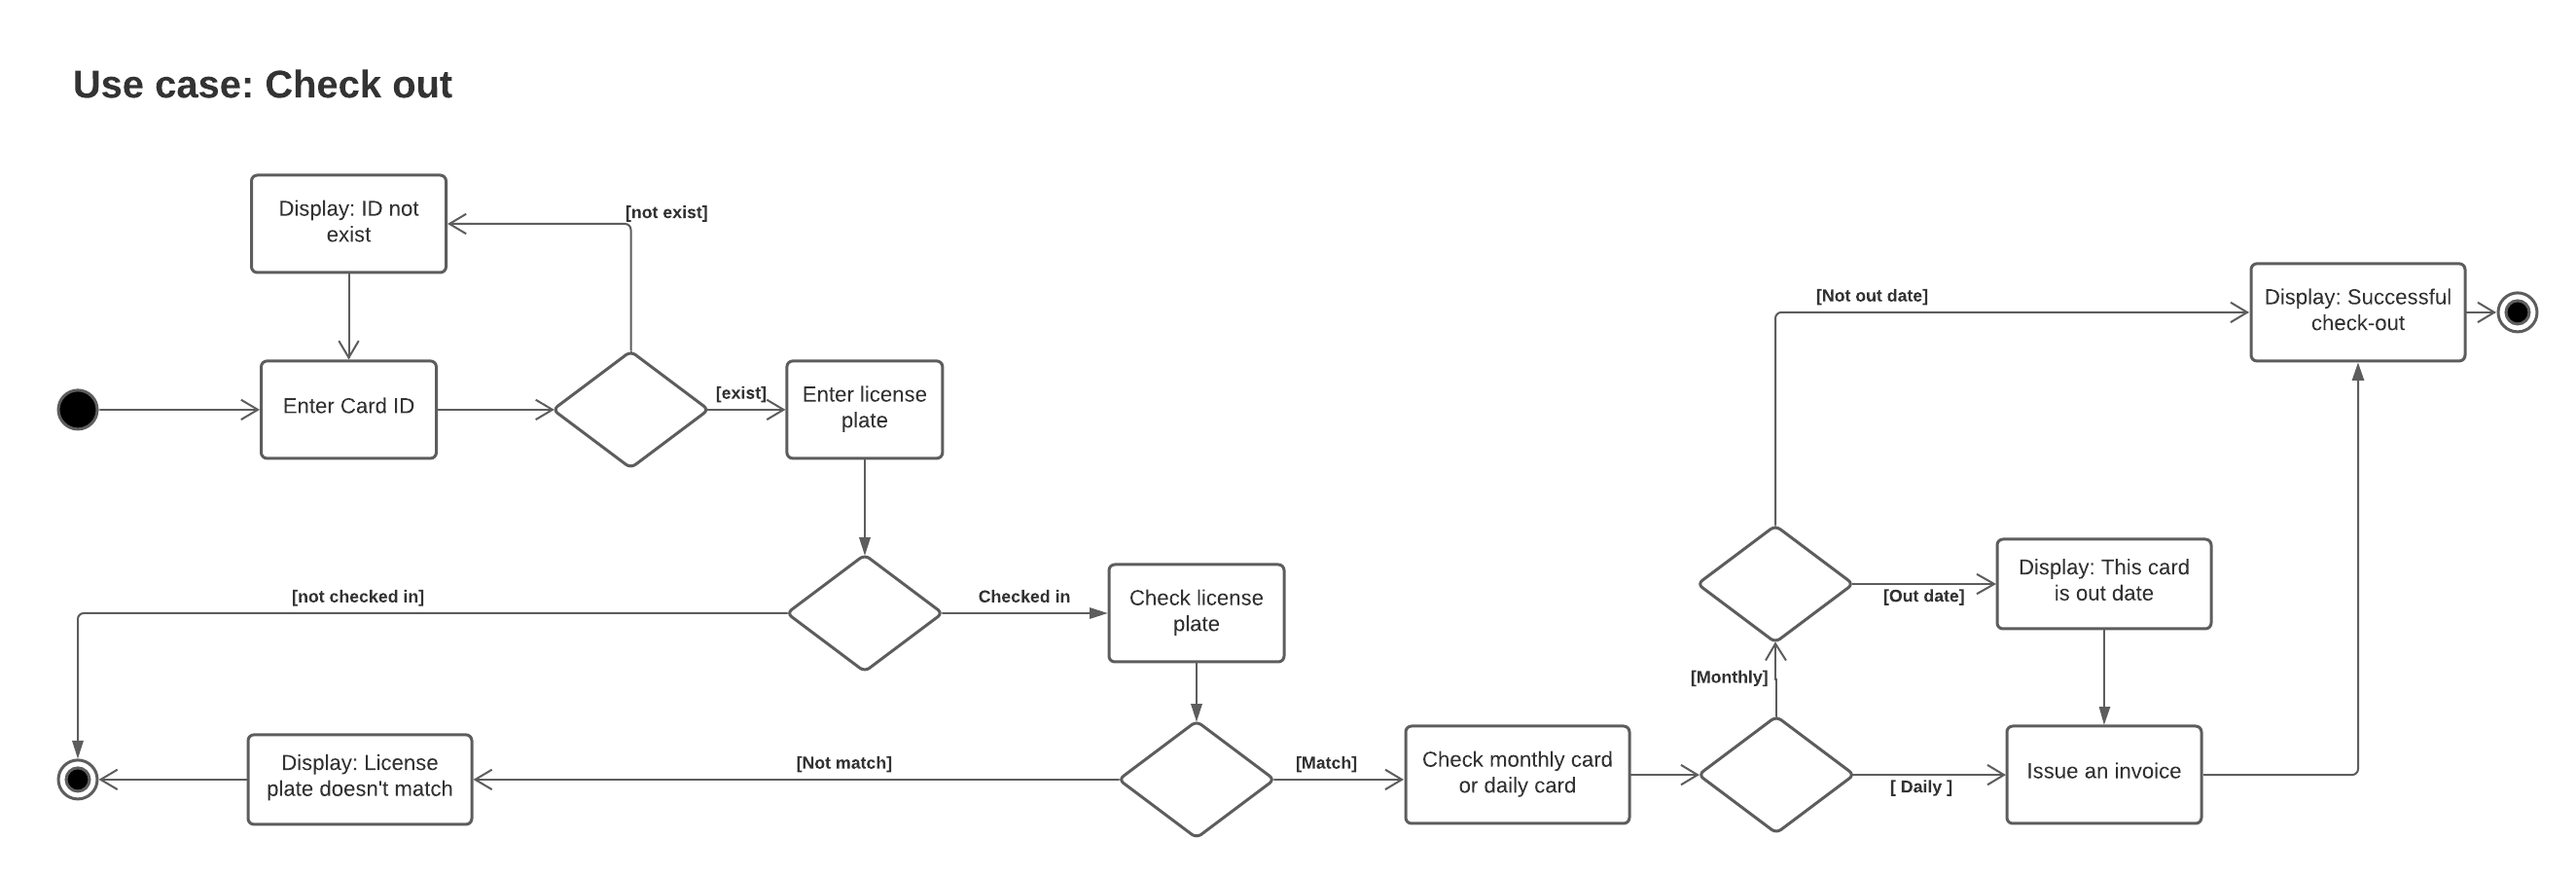 Use case: Check out
Display: ID not
exist
[not exist]
Enter Card ID
[exist]
Enter license
plate
[not checked in]
Checked in
Check license
plate
Display: License
plate doesn't match
[Not match]
[Match]
Check monthly card
or daily card
[Monthly]
[ Daily ]
Issue an invoice
[Out date]
Display: This card
is out date
[Not out date]
Display: Successful
check-out